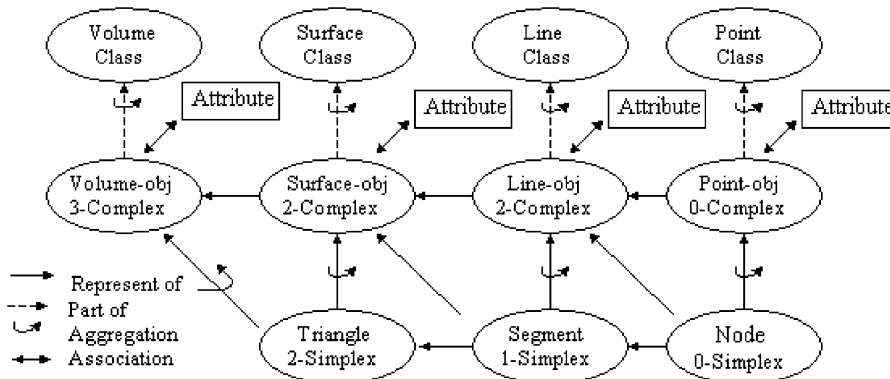 Volume
Class
Surface
Class
Line
Class
Point
Class
Attribute
Attribute
Attribute
Attribute
Volume-obj
3-Complex
Surface-obj
2-Complex
Line-obj
2-Complex
Point-obj
0-Complex
Represent of
Part of
Aggregation
Association
Triangle
2-Simplex
Segment
1-Simplex
Node
0-Simplex